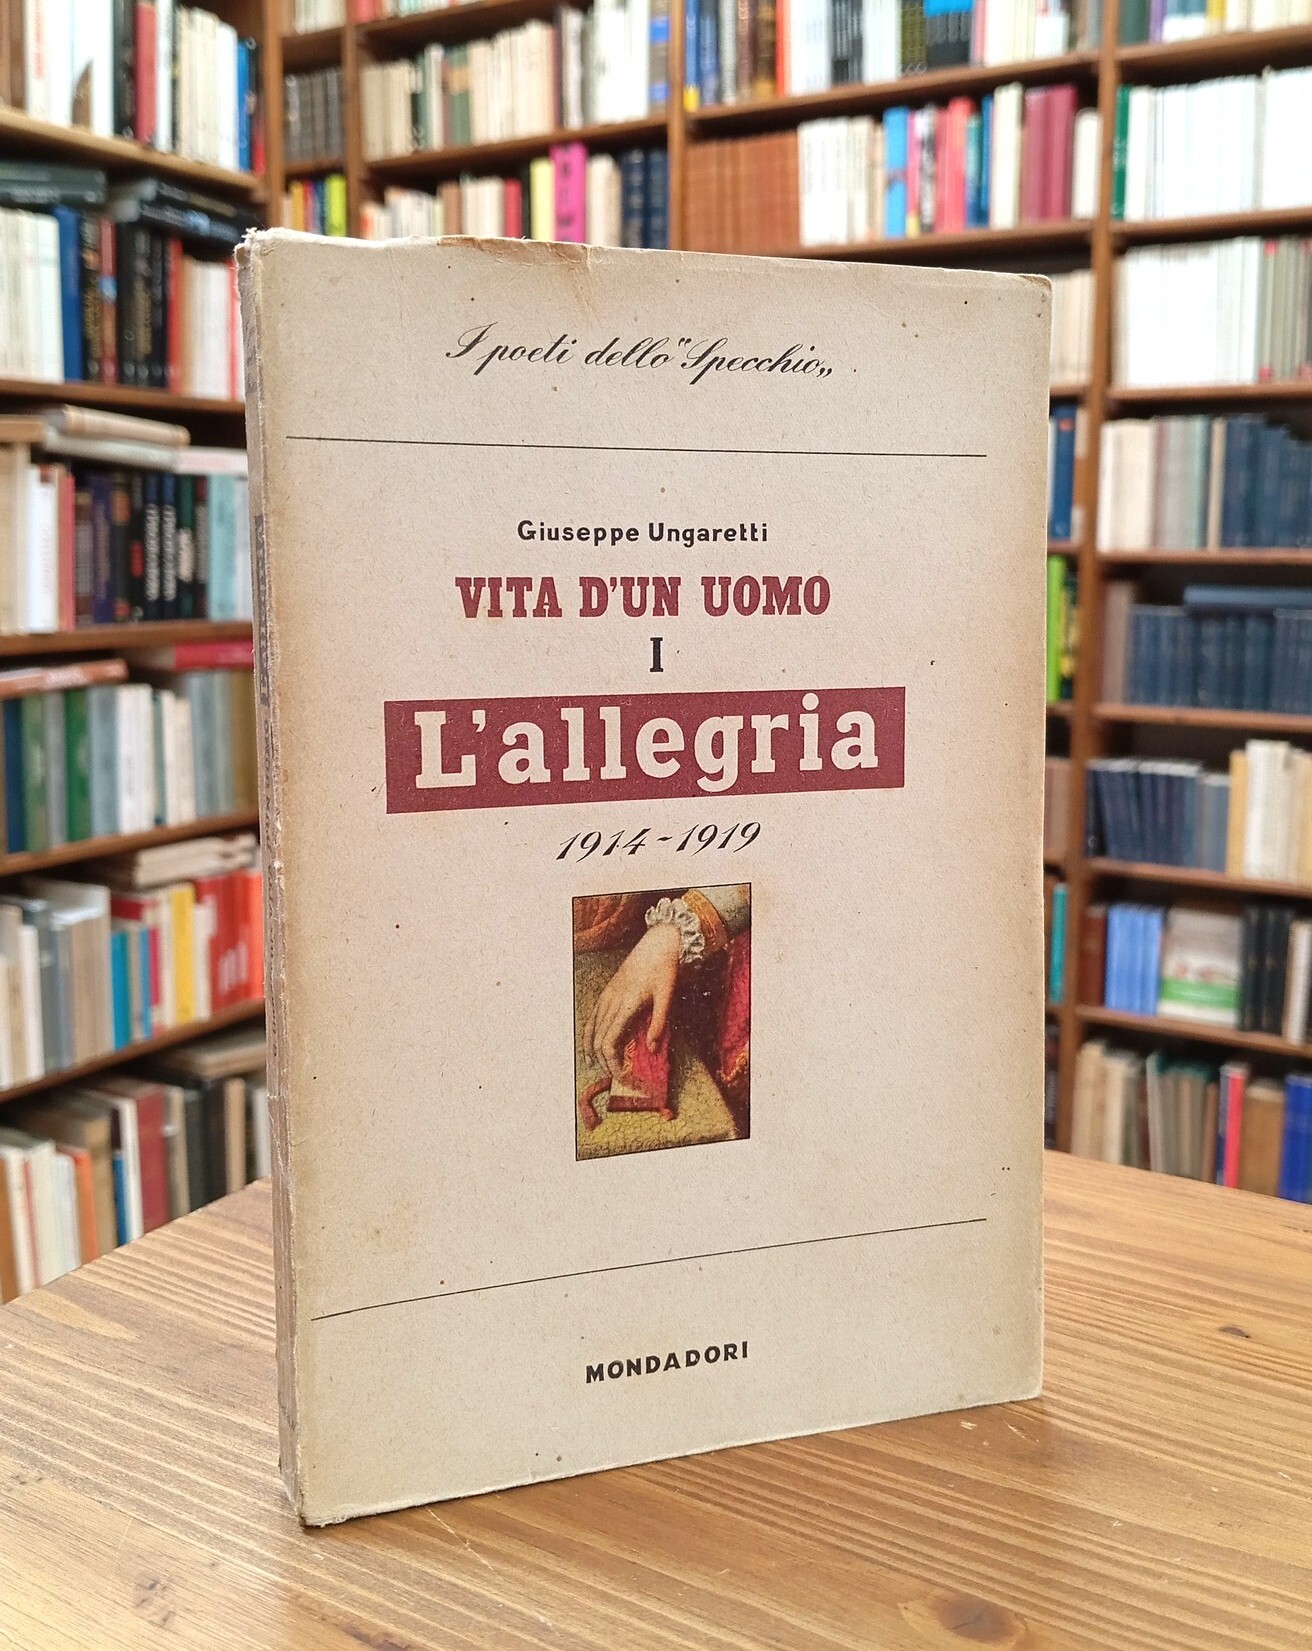 I poeti dello "Specchio„
Giuseppe Ungaretti
VITA D'UN UOMO
I
L'allegria
1914-1919
MONDADORI